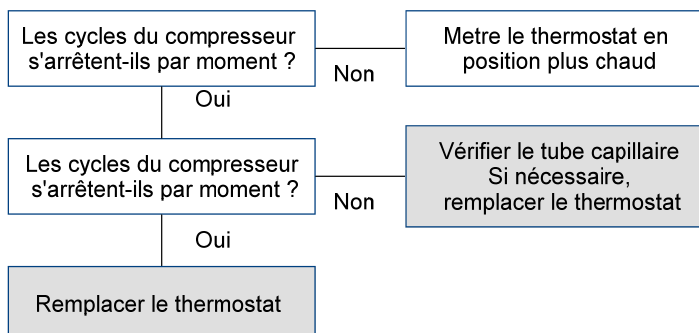 Les cycles du compresseur
s'arrêtent-ils par moment ?
Non
Metre le thermostat en
position plus chaud
Oui
Les cycles du compresseur
s'arrêtent-ils par moment ?
Non
Vérifier le tube capillaire
Si nécessaire,
remplacer le thermostat
Oui
Remplacer le thermostat